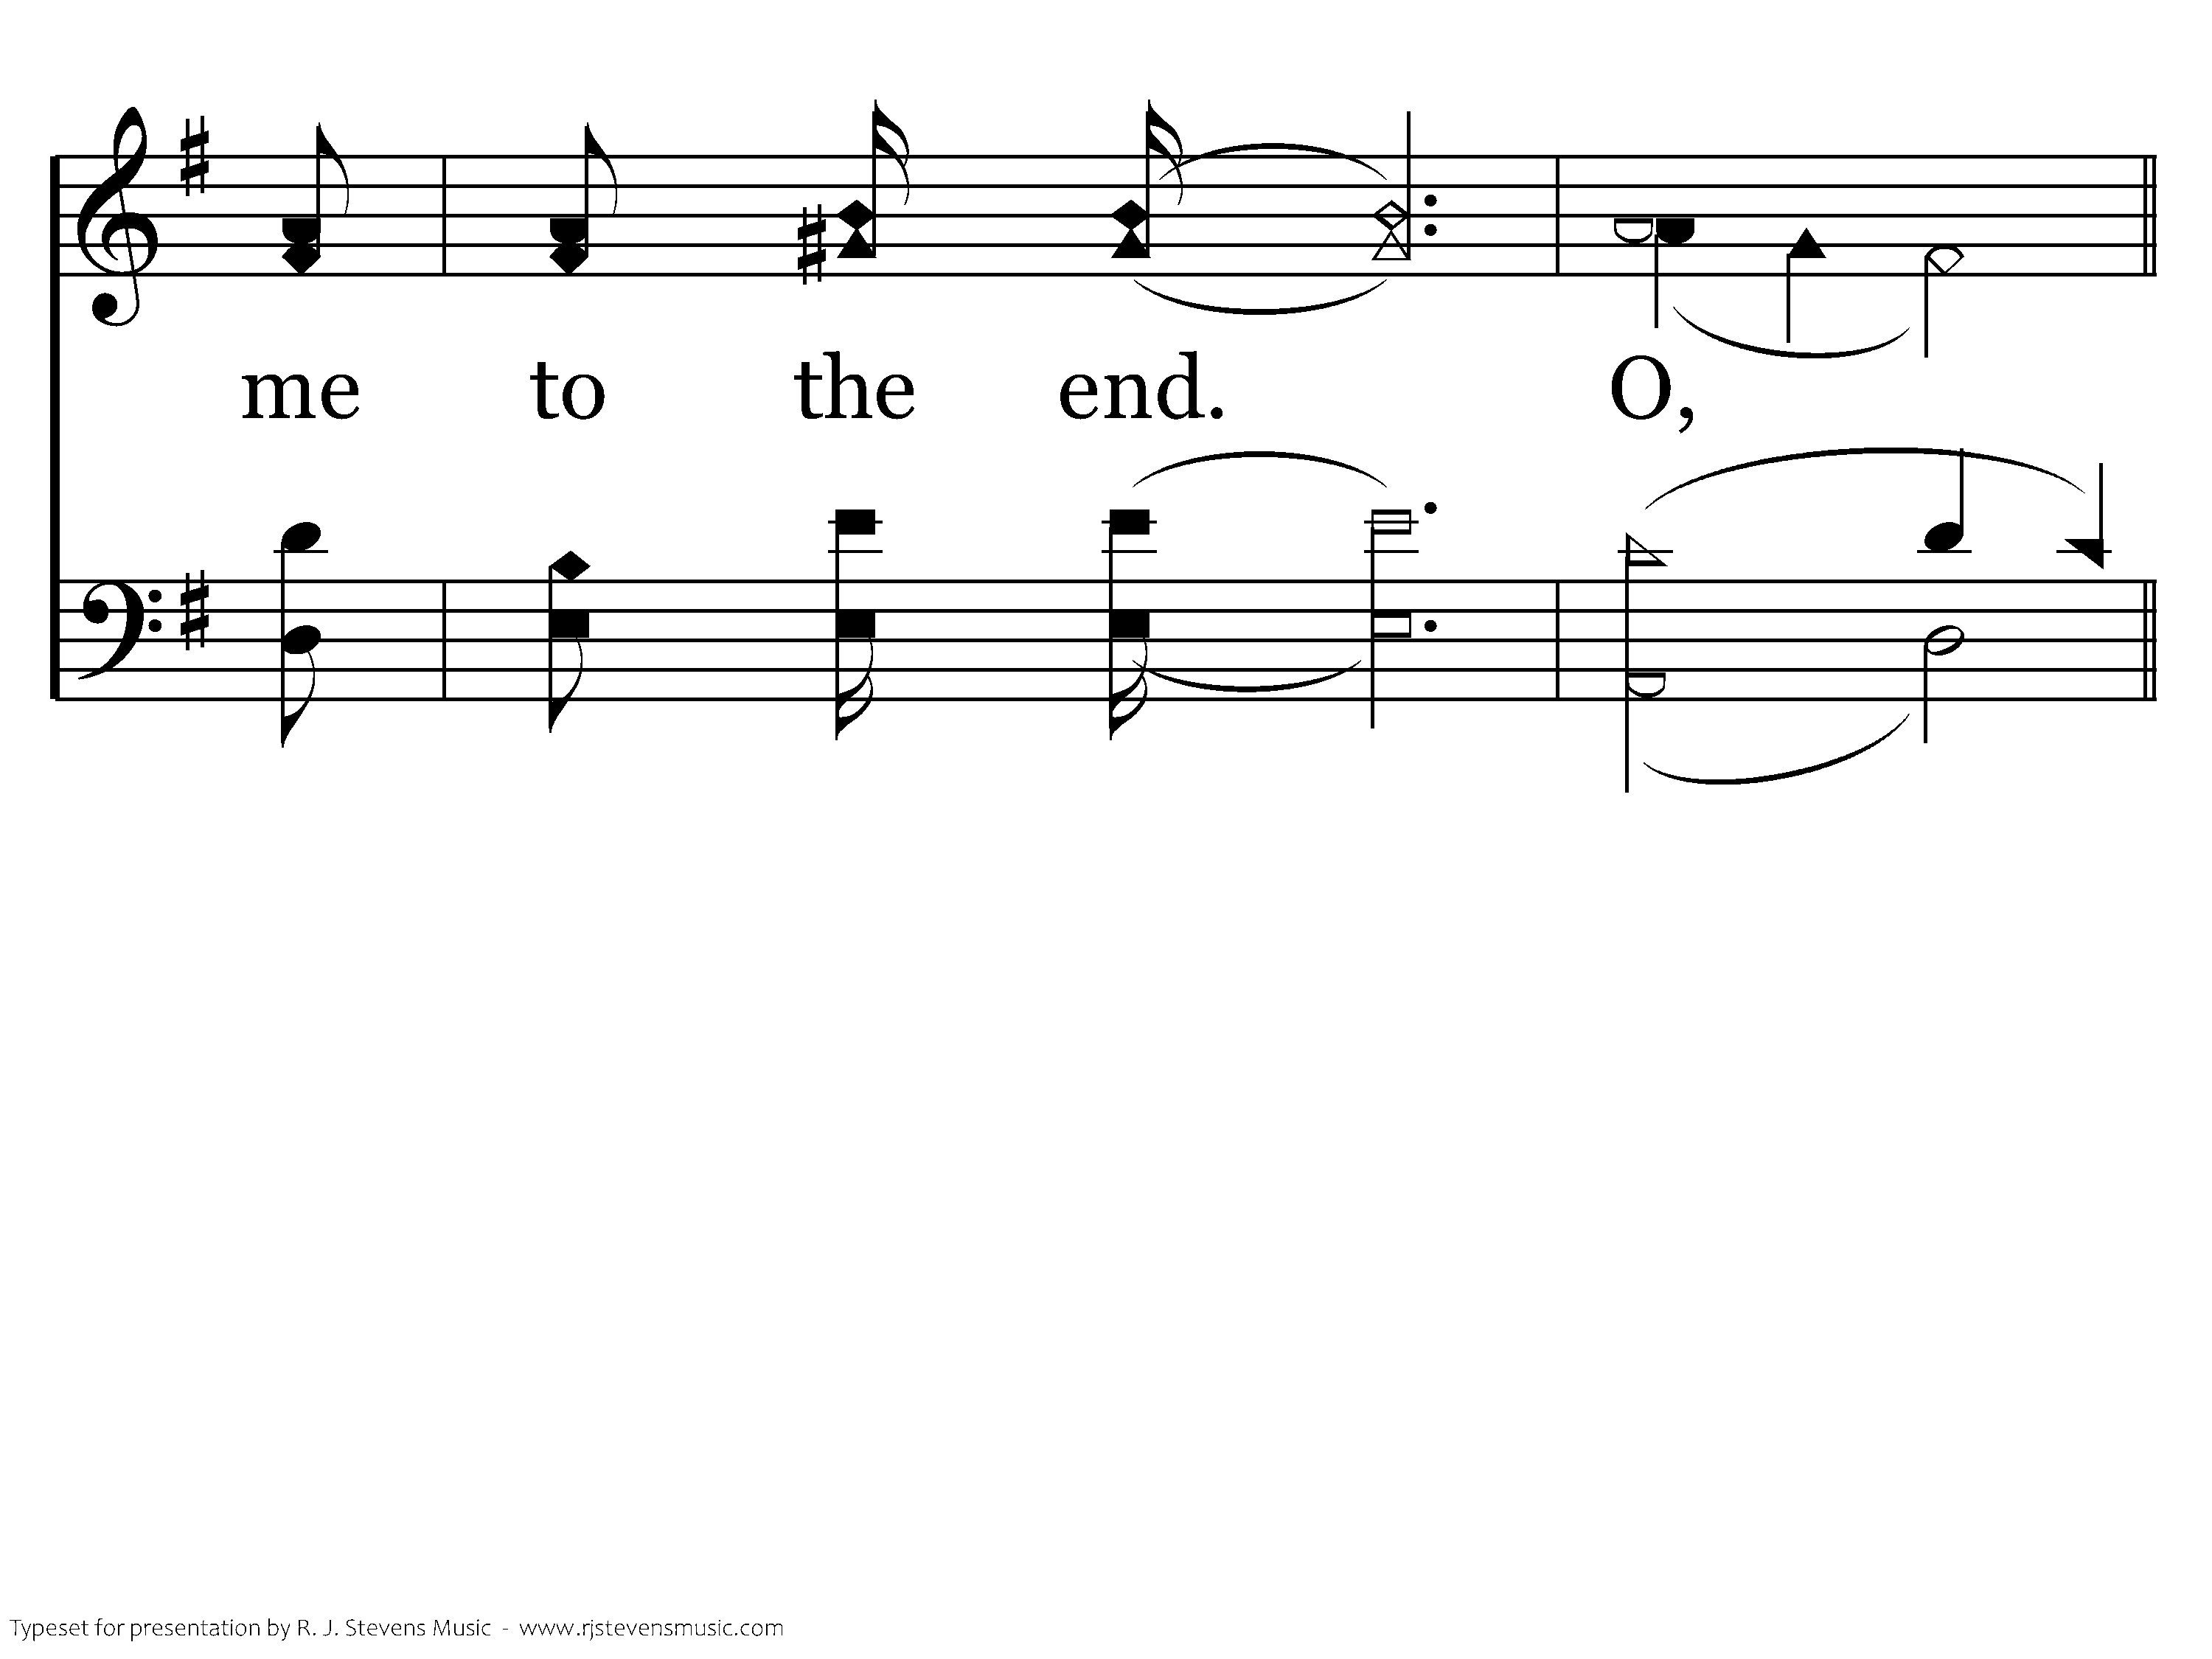 me to the end. O,
Typeset for presentation by R. J. Stevens Music - www.rjstevensmusic.com